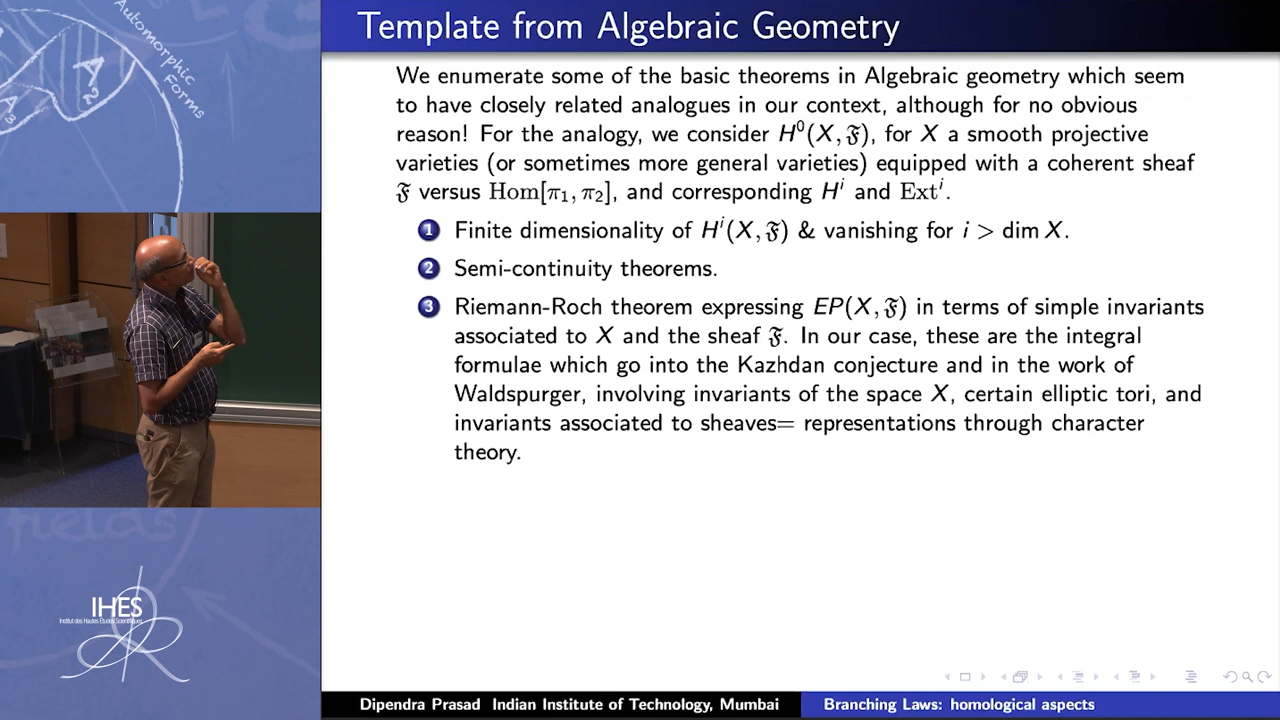 Automorphic
Forms
A₂
A₃
fields
IHES
Institut des Hautes Études Scientifiques
Template from Algebraic Geometry
We enumerate some of the basic theorems in Algebraic geometry which seem
to have closely related analogues in our context, although for no obvious
reason! For the analogy, we consider H⁰(X, 𝔉), for X a smooth projective
varieties (or sometimes more general varieties) equipped with a coherent sheaf
𝔉 versus Hom[π₁, π₂], and corresponding Hⁱ and Extⁱ.
1 Finite dimensionality of Hⁱ(X, 𝔉) & vanishing for i > dim X.
2 Semi-continuity theorems.
3 Riemann-Roch theorem expressing EP(X, 𝔉) in terms of simple invariants
associated to X and the sheaf 𝔉. In our case, these are the integral
formulae which go into the Kazhdan conjecture and in the work of
Waldspurger, involving invariants of the space X, certain elliptic tori, and
invariants associated to sheaves= representations through character
theory.
Dipendra Prasad Indian Institute of Technology, Mumbai
Branching Laws: homological aspects